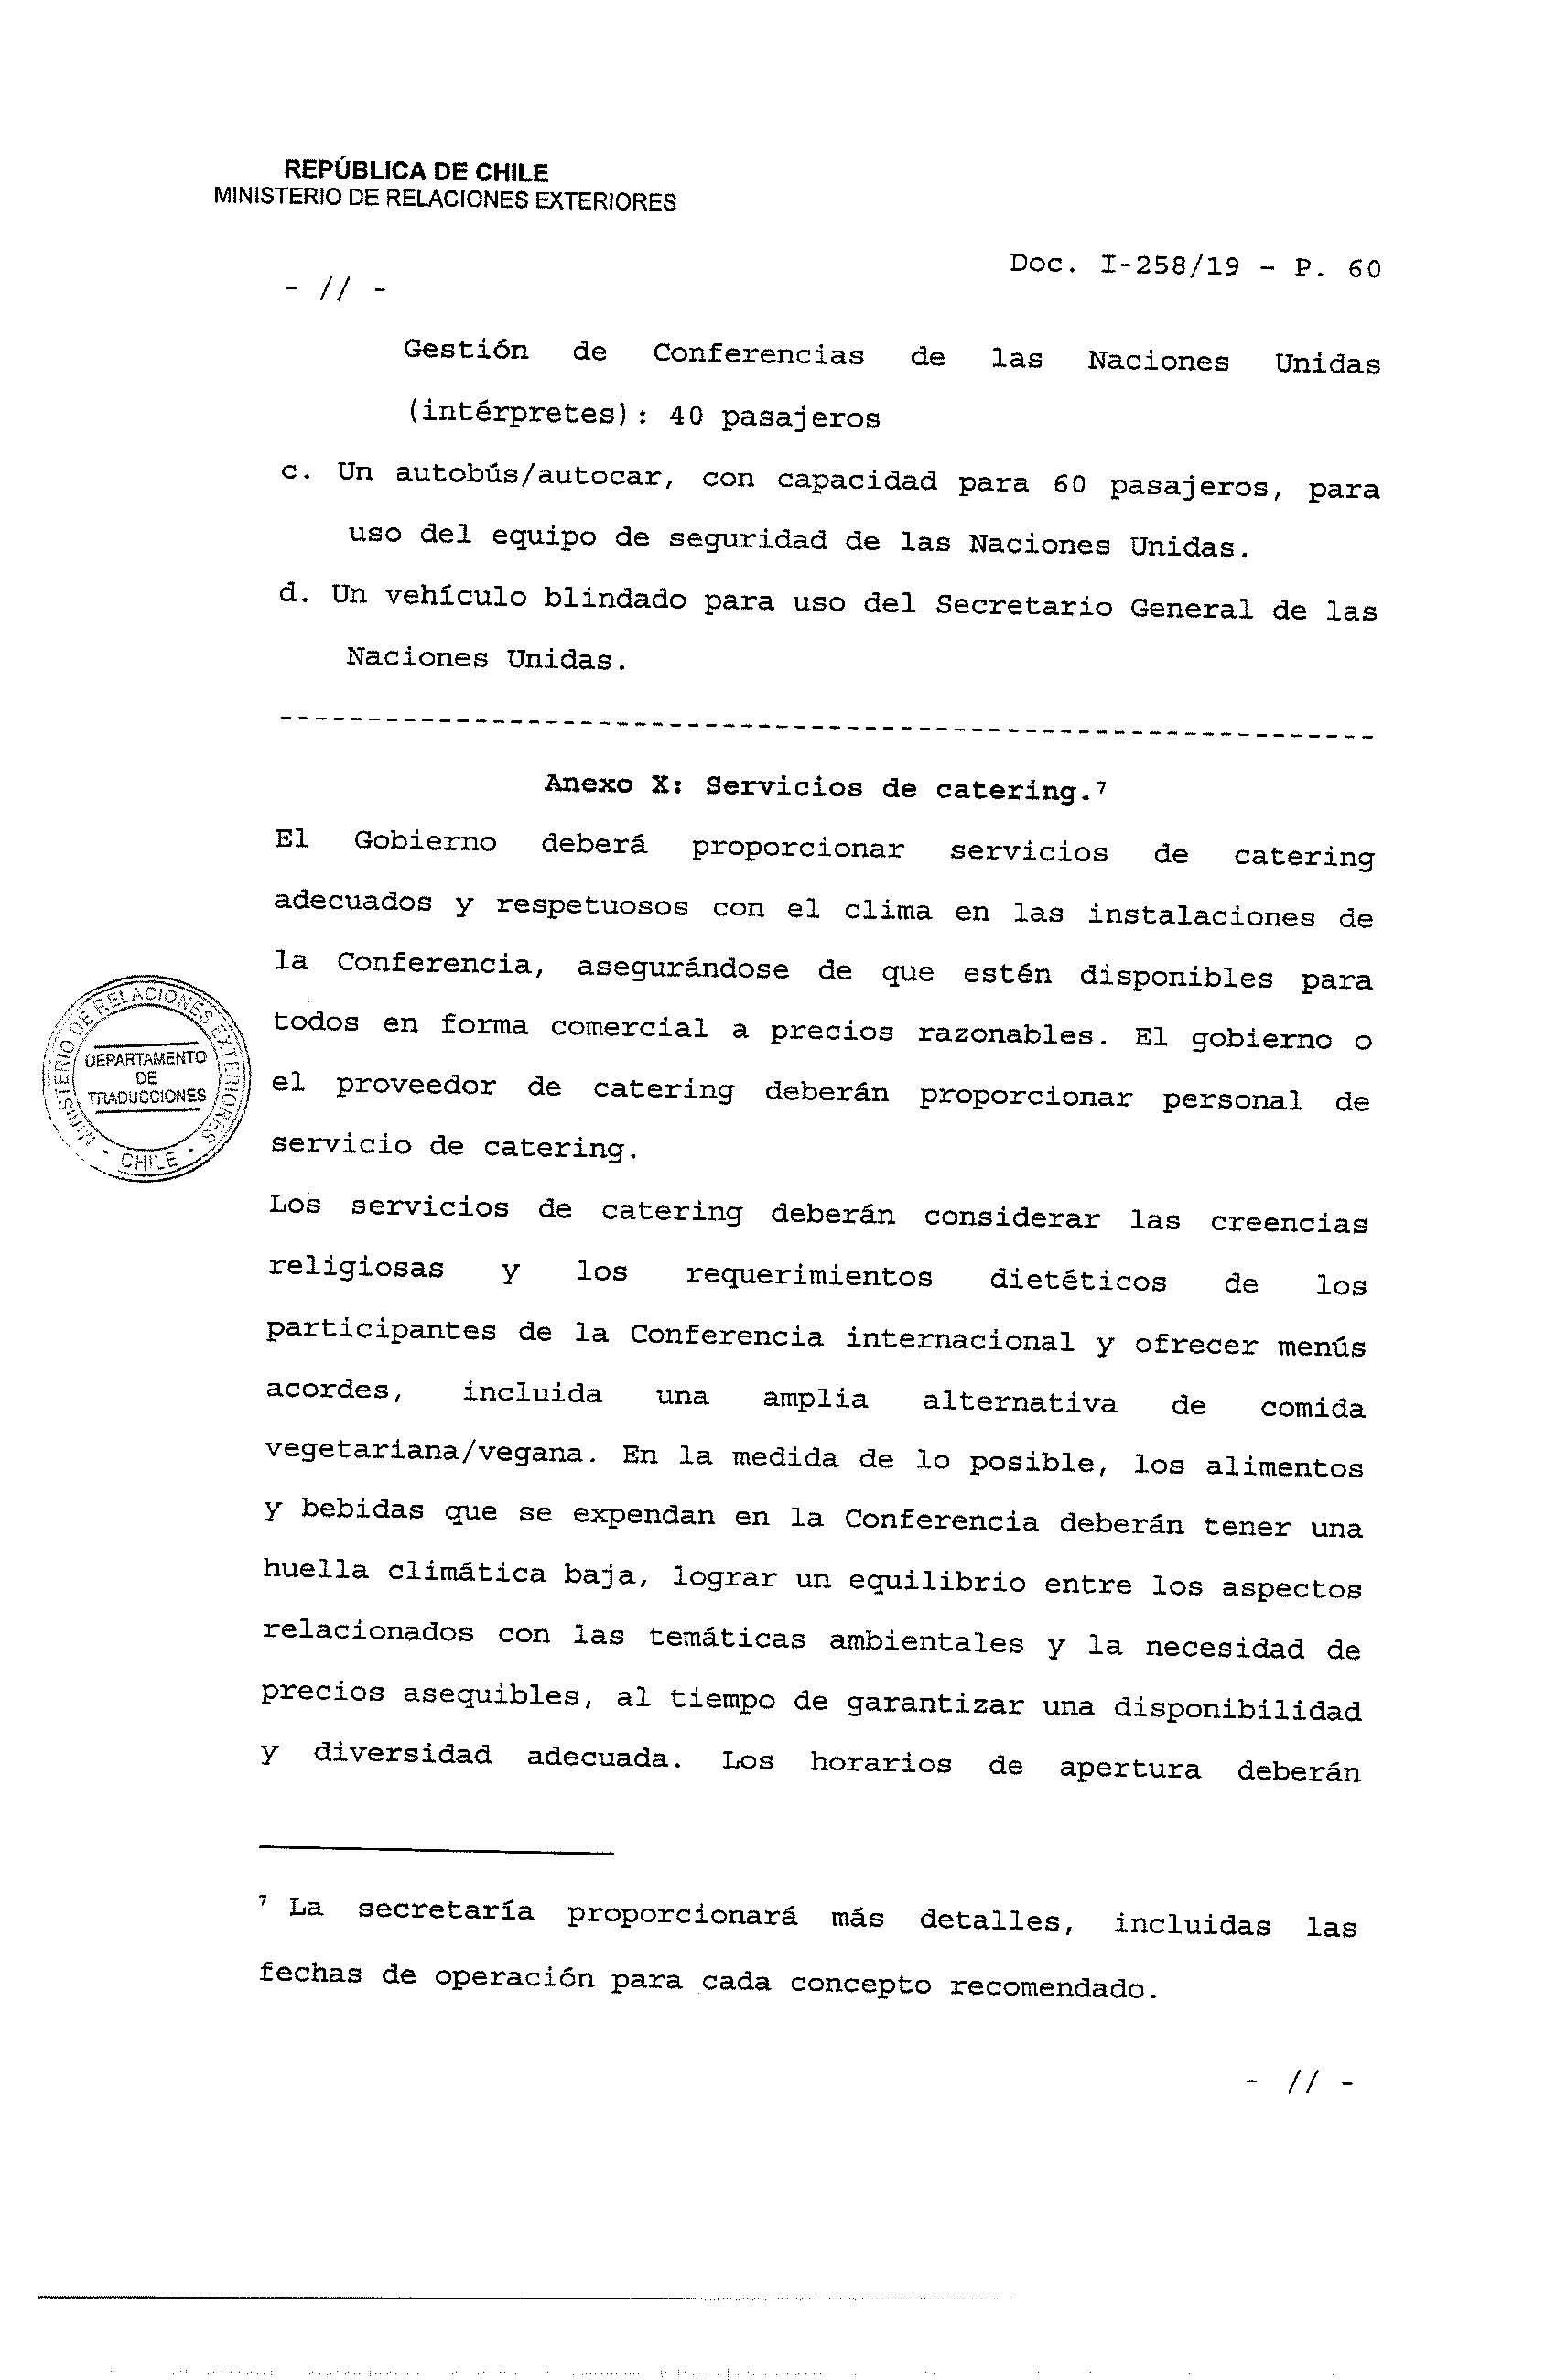 REPÚBLICA DE CHILE
MINISTERIO DE RELACIONES EXTERIORES
Doc. I-258/19 - P. 60
- // -
Gestión de Conferencias de las Naciones Unidas
(intérpretes): 40 pasajeros
c. Un autobús/autocar, con capacidad para 60 pasajeros, para
uso del equipo de seguridad de las Naciones Unidas.
d. Un vehículo blindado para uso del Secretario General de las
Naciones Unidas.
Anexo X: Servicios de catering.⁷
El Gobierno deberá proporcionar servicios de catering
adecuados y respetuosos con el clima en las instalaciones de
la Conferencia, asegurándose de que estén disponibles para
todos en forma comercial a precios razonables. El gobierno o
el proveedor de catering deberán proporcionar personal de
servicio de catering.
MINISTERIO DE RELACIONES EXTERIORES
DEPARTAMENTO
DE
TRADUCCIONES
- CHILE -
Los servicios de catering deberán considerar las creencias
religiosas y los requerimientos dietéticos de los
participantes de la Conferencia internacional y ofrecer menús
acordes, incluida una amplia alternativa de comida
vegetariana/vegana. En la medida de lo posible, los alimentos
y bebidas que se expendan en la Conferencia deberán tener una
huella climática baja, lograr un equilibrio entre los aspectos
relacionados con las temáticas ambientales y la necesidad de
precios asequibles, al tiempo de garantizar una disponibilidad
y diversidad adecuada. Los horarios de apertura deberán
⁷ La secretaría proporcionará más detalles, incluidas las
fechas de operación para cada concepto recomendado.
- // -